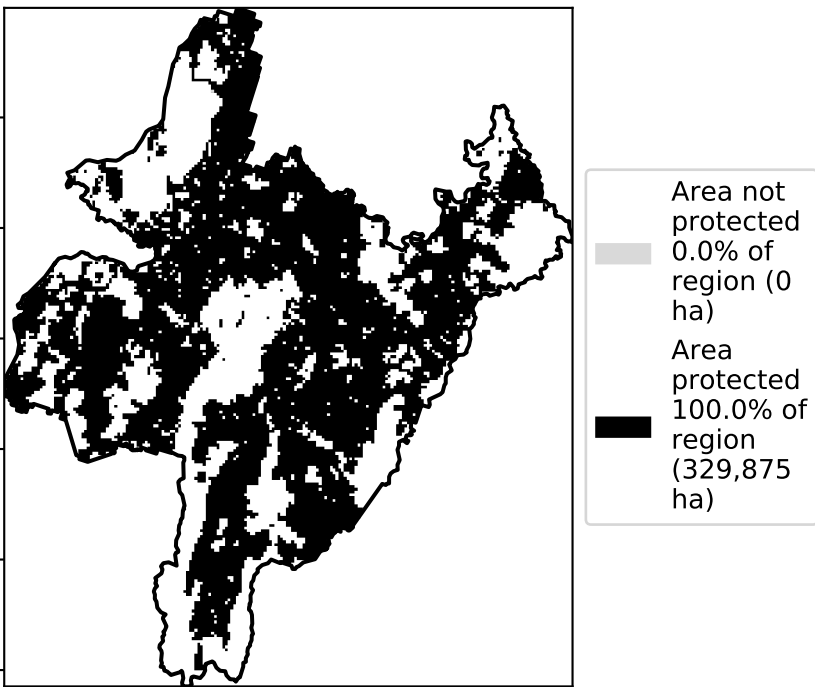 Area not
protected
0.0% of
region (0
ha)
Area
protected
100.0% of
region
(329,875
ha)